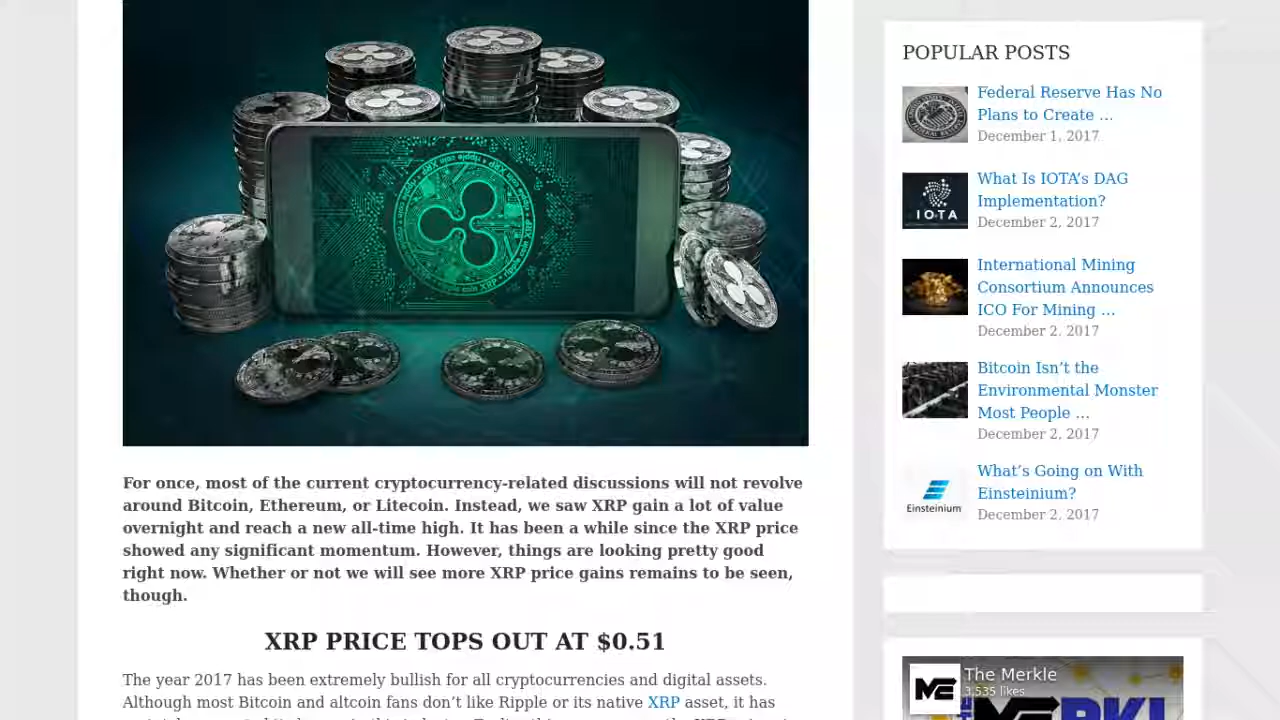 For once, most of the current cryptocurrency-related discussions will not revolve
around Bitcoin, Ethereum, or Litecoin. Instead, we saw XRP gain a lot of value
overnight and reach a new all-time high. It has been a while since the XRP price
showed any significant momentum. However, things are looking pretty good
right now. Whether or not we will see more XRP price gains remains to be seen,
though.
XRP PRICE TOPS OUT AT $0.51
The year 2017 has been extremely bullish for all cryptocurrencies and digital assets.
Although most Bitcoin and altcoin fans don’t like Ripple or its native XRP asset, it has
POPULAR POSTS
Federal Reserve Has No
Plans to Create …
December 1, 2017
IOTA
What Is IOTA’s DAG
Implementation?
December 2, 2017
International Mining
Consortium Announces
ICO For Mining …
December 2, 2017
Bitcoin Isn’t the
Environmental Monster
Most People …
December 2, 2017
Einsteinium
What’s Going on With
Einsteinium?
December 2, 2017
The Merkle
3,535 likes